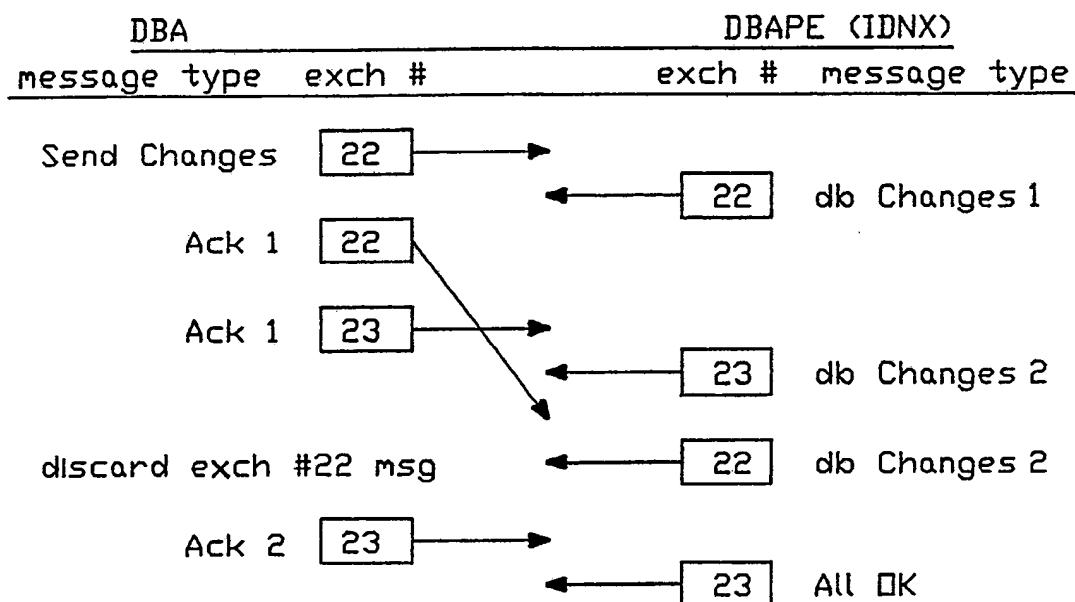 DBA DBAPE (IDNX)
message type exch # exch # message type
Send Changes 22
22 db Changes 1
Ack 1 22
Ack 1 23
23 db Changes 2
discard exch #22 msg 22 db Changes 2
Ack 2 23
23 All OK